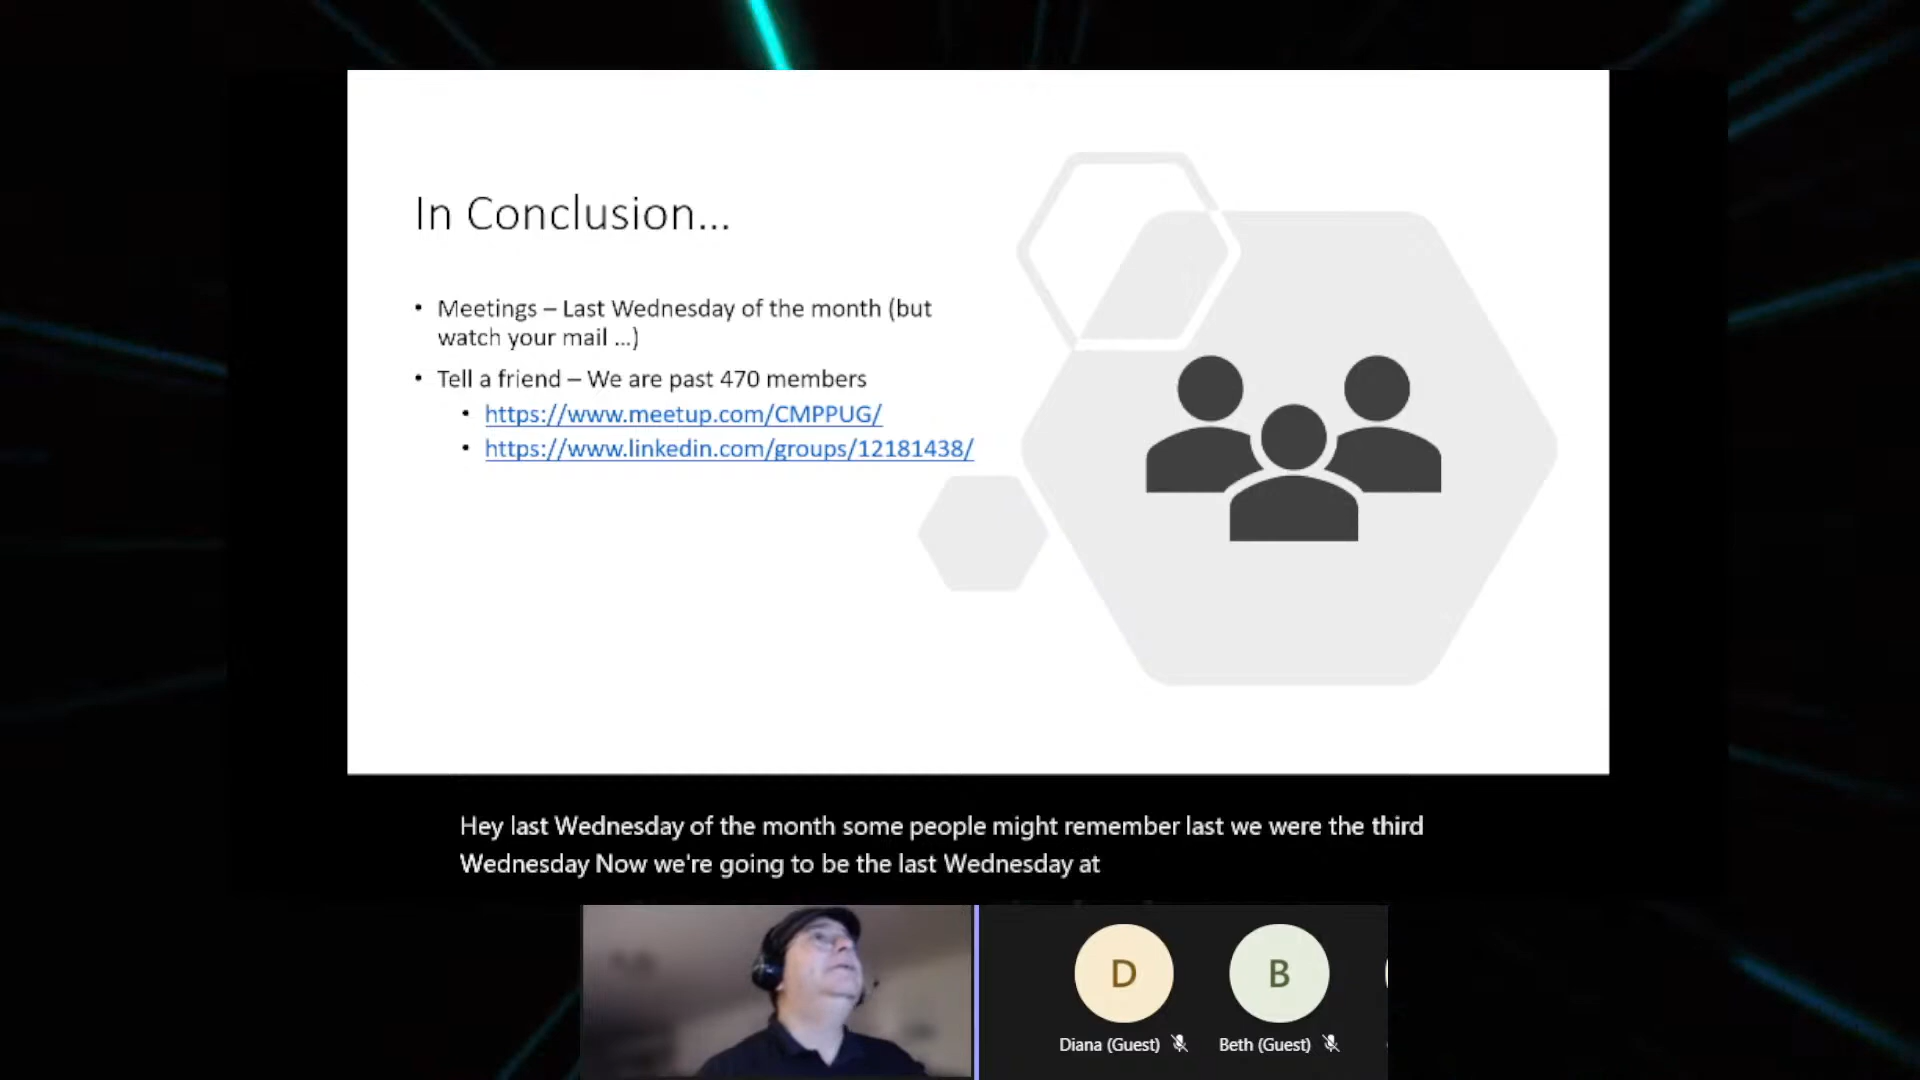 In Conclusion...
• Meetings – Last Wednesday of the month (but
watch your mail ...)
• Tell a friend – We are past 470 members
• https://www.meetup.com/CMPPUG/
• https://www.linkedin.com/groups/12181438/
Hey last Wednesday of the month some people might remember last we were the third
Wednesday Now we're going to be the last Wednesday at
D
B
Diana (Guest)
Beth (Guest)